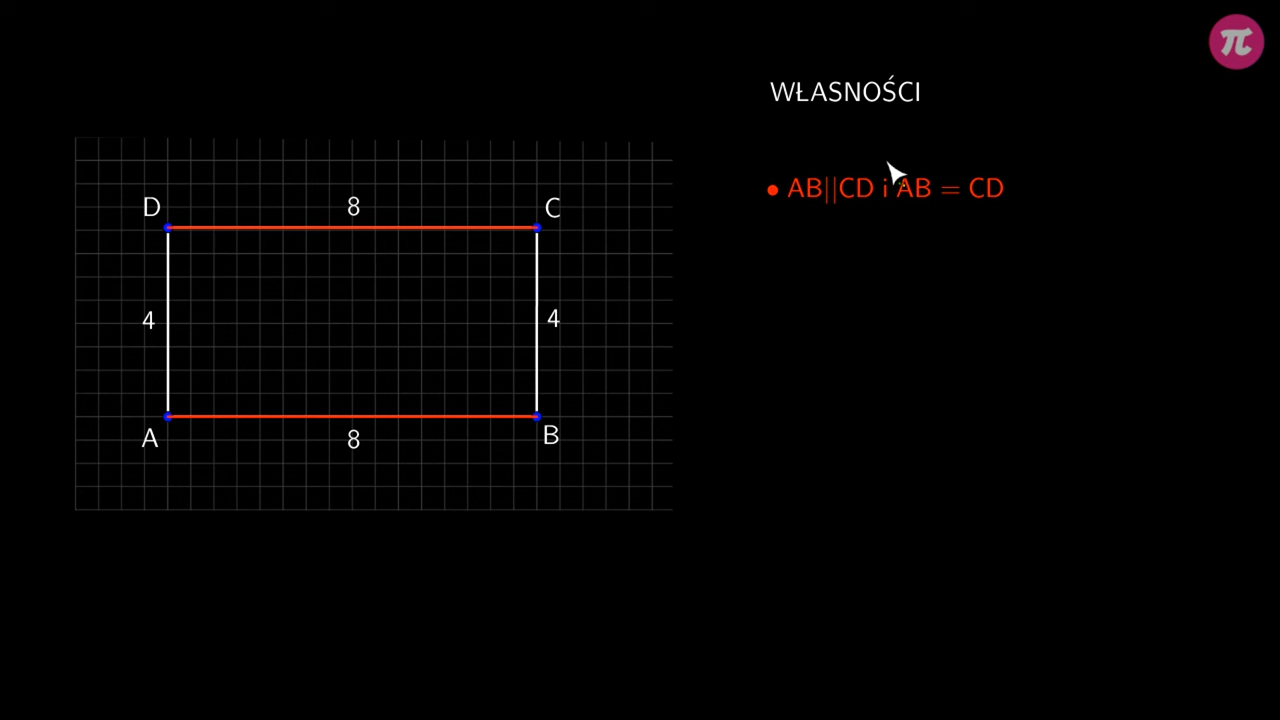 π
WŁASNOŚCI
• AB||CD i AB = CD
D
8
C
4
4
A
8
B